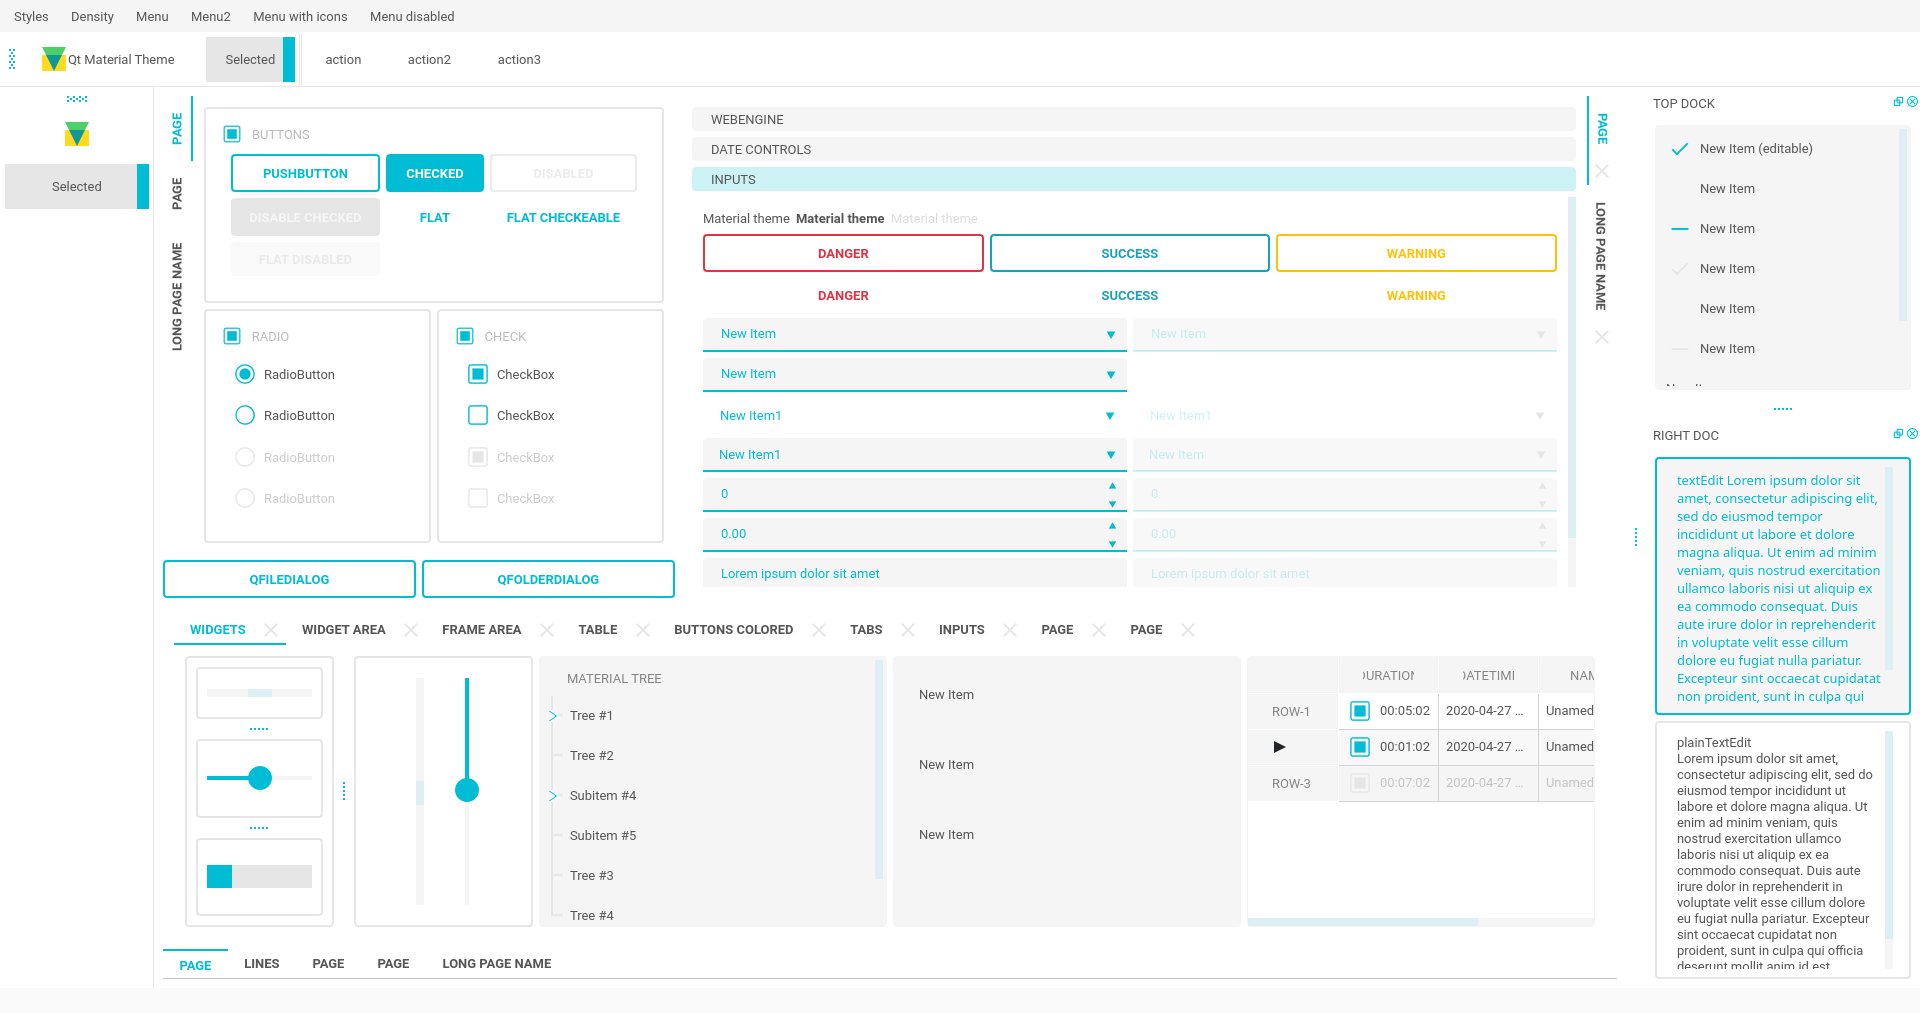 Styles Density Menu Menu2 Menu with icons Menu disabled
Qt Material Theme Selected action action2 action3
Selected
PAGE
PAGE
LONG PAGE NAME
BUTTONS
PUSHBUTTON CHECKED DISABLED
DISABLE CHECKED FLAT FLAT CHECKEABLE
FLAT DISABLED
RADIO
RadioButton
RadioButton
RadioButton
RadioButton
CHECK
CheckBox
CheckBox
CheckBox
CheckBox
QFILEDIALOG QFOLDERDIALOG
WEBENGINE
DATE CONTROLS
INPUTS
Material theme Material theme Material theme
DANGER SUCCESS WARNING
DANGER SUCCESS WARNING
New Item New Item
New Item
New Item1 New Item1
New Item1 New Item
0 0
0.00 0.00
Lorem ipsum dolor sit amet Lorem ipsum dolor sit amet
PAGE
LONG PAGE NAME
WIDGETS WIDGET AREA FRAME AREA TABLE BUTTONS COLORED TABS INPUTS PAGE PAGE
MATERIAL TREE
Tree #1
Tree #2
Subitem #4
Subitem #5
Tree #3
Tree #4
New Item
New Item
New Item
URATIO ATETIM NAM
ROW-1 00:05:02 2020-04-27 ... Unamed
00:01:02 2020-04-27 ... Unamed
ROW-3 00:07:02 2020-04-27 ... Unamed
PAGE LINES PAGE PAGE LONG PAGE NAME
TOP DOCK
New Item (editable)
New Item
New Item
New Item
New Item
New Item
RIGHT DOC
textEdit Lorem ipsum dolor sit
amet, consectetur adipiscing elit,
sed do eiusmod tempor
incididunt ut labore et dolore
magna aliqua. Ut enim ad minim
veniam, quis nostrud exercitation
ullamco laboris nisi ut aliquip ex
ea commodo consequat. Duis
aute irure dolor in reprehenderit
in voluptate velit esse cillum
dolore eu fugiat nulla pariatur.
Excepteur sint occaecat cupidatat
non proident, sunt in culpa qui
plainTextEdit
Lorem ipsum dolor sit amet,
consectetur adipiscing elit, sed do
eiusmod tempor incididunt ut
labore et dolore magna aliqua. Ut
enim ad minim veniam, quis
nostrud exercitation ullamco
laboris nisi ut aliquip ex ea
commodo consequat. Duis aute
irure dolor in reprehenderit in
voluptate velit esse cillum dolore
eu fugiat nulla pariatur. Excepteur
sint occaecat cupidatat non
proident, sunt in culpa qui officia
deserunt mollit anim id est